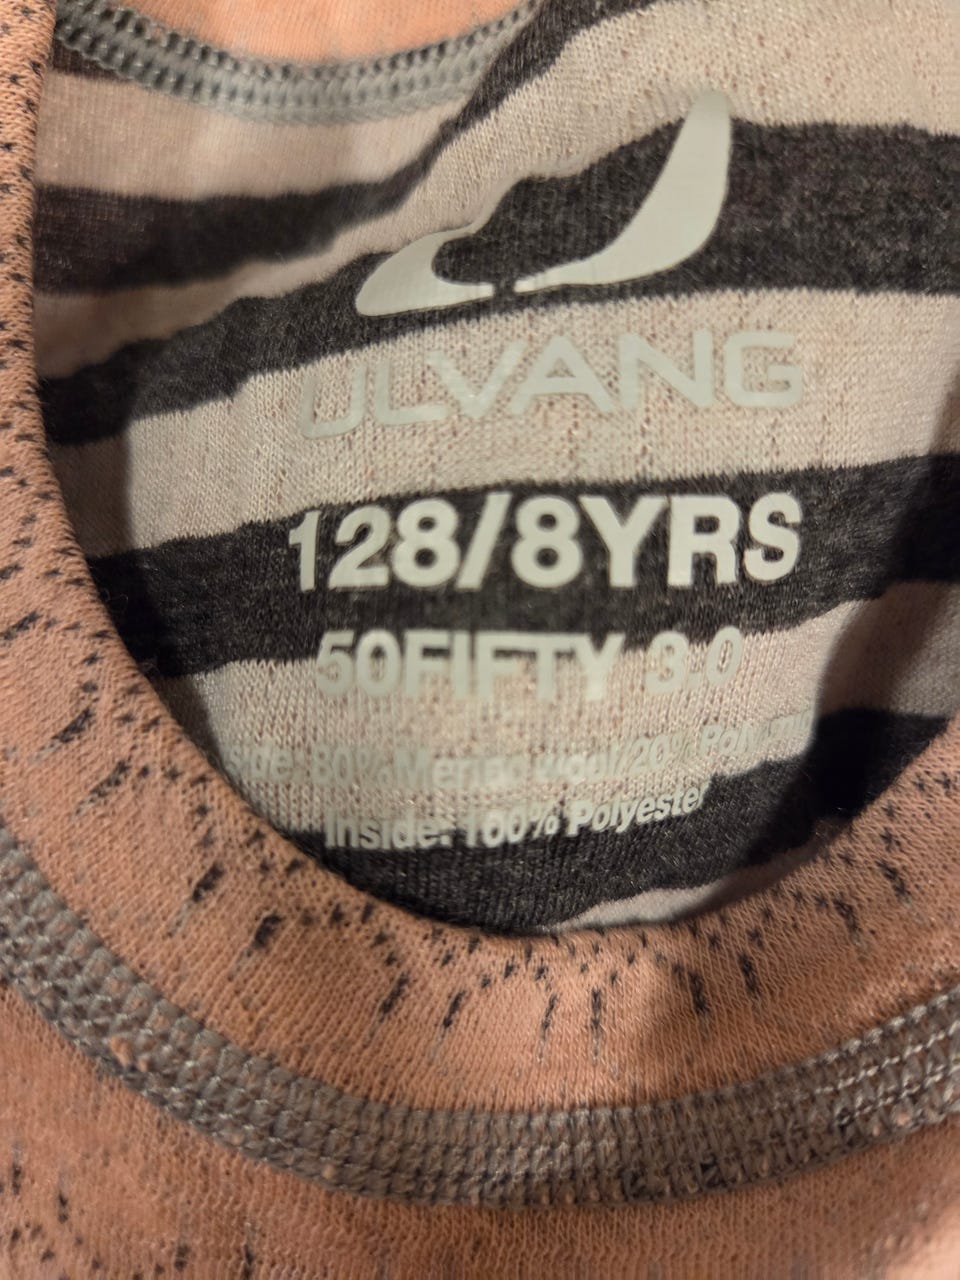 ULVANG
128/8YRS
50FIFTY 3.0
80% Merino wool/20%
Inside: 100% Polyester